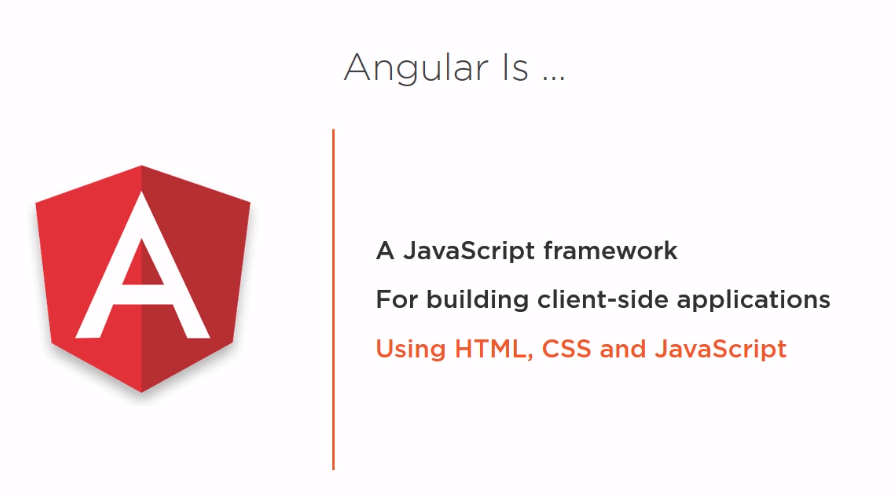 Angular Is ...
A
A JavaScript framework
For building client-side applications
Using HTML, CSS and JavaScript